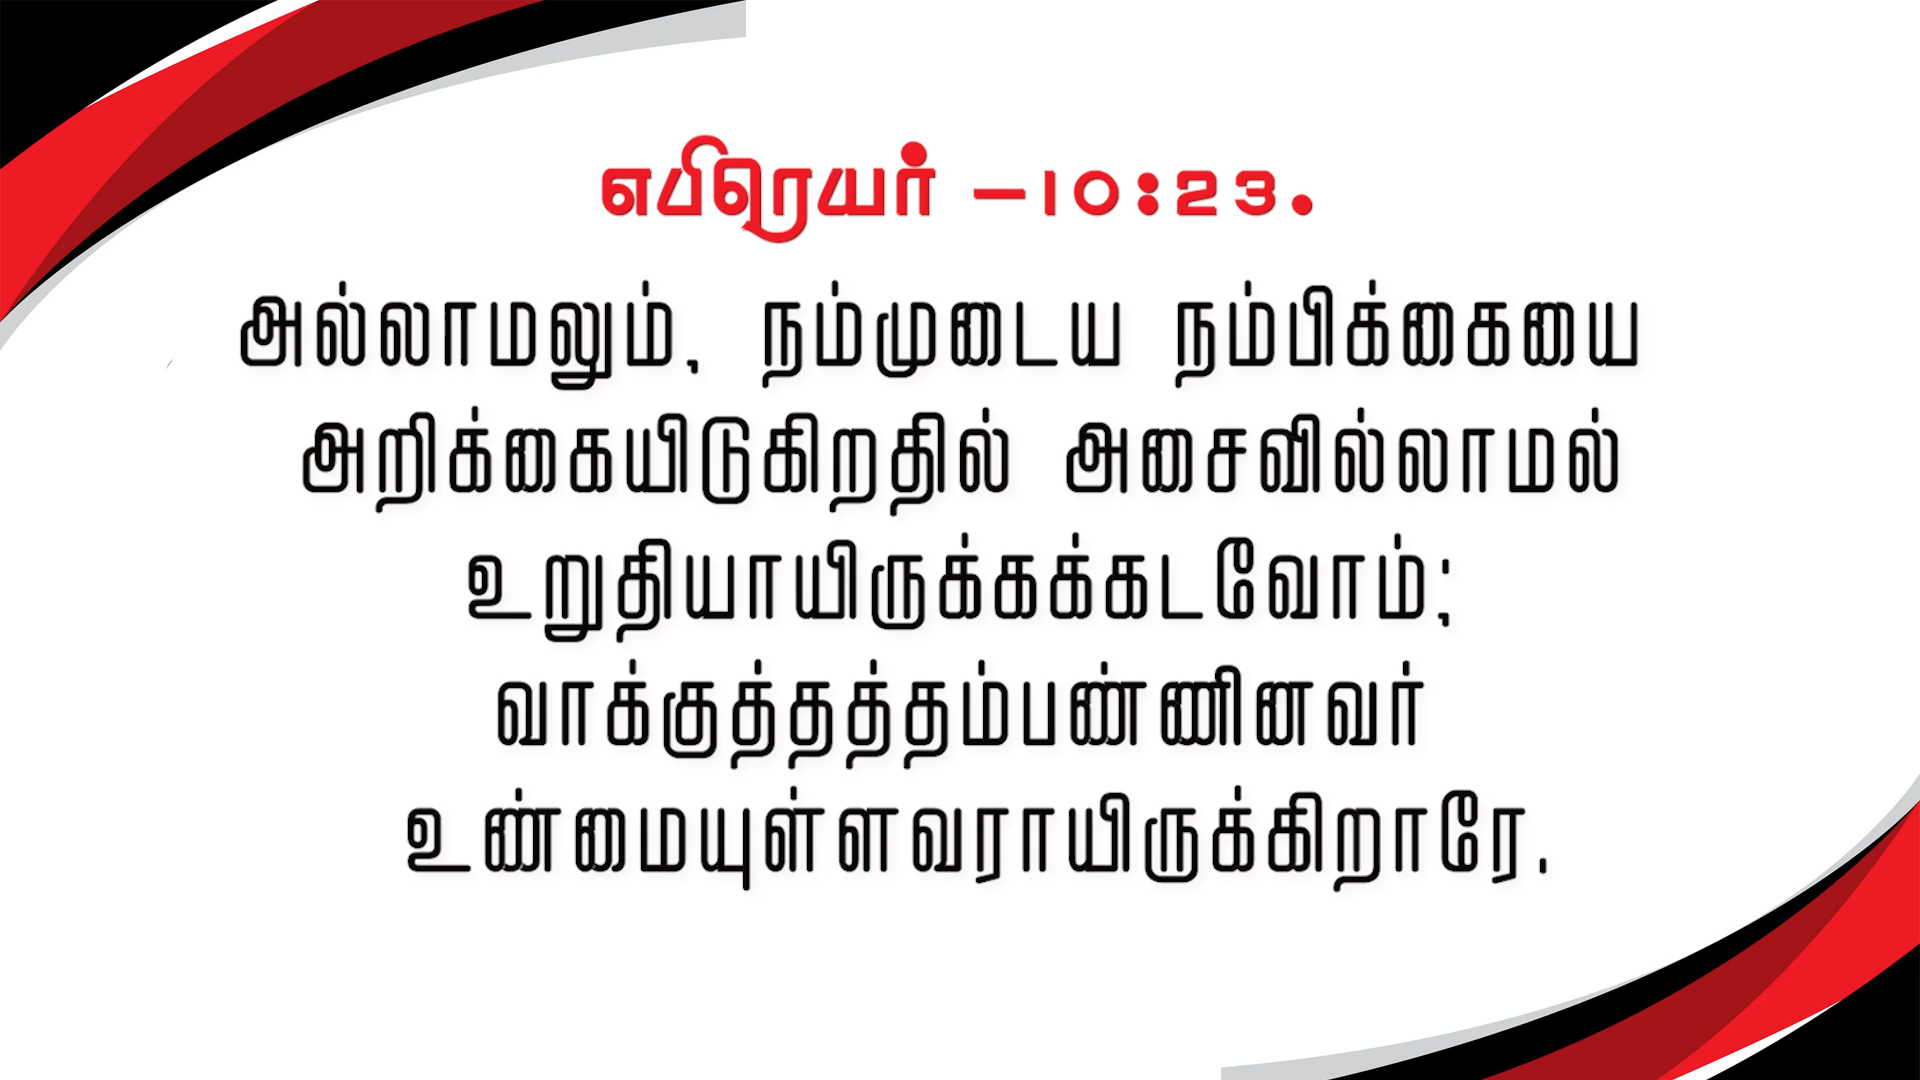 எபிரெயர் –10:23.
அல்லாமலும், நம்முடைய நம்பிக்கையை
அறிக்கையிடுகிறதில் அசைவில்லாமல்
உறுதியாயிருக்கக்கடவோம்;
வாக்குத்தத்தம்பண்ணினவர்
உண்மையுள்ளவராயிருக்கிறாரே.